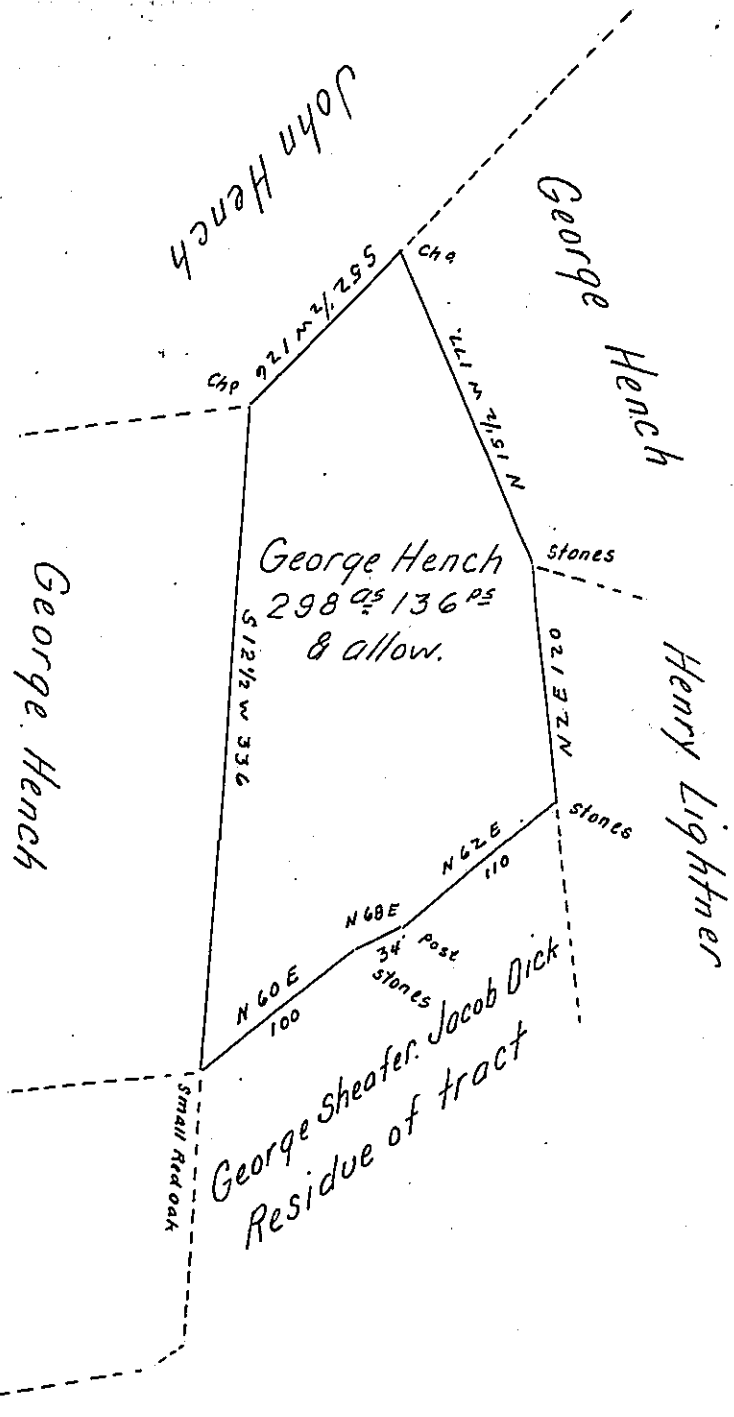 John Hench
George Hench
S 52 1/2 W 126
Chq
Chp
N 15 1/2 W 177.
stones
George Hench
298 as 136 ps
& allow.
S 12 1/2 W 336
N 2 E 120
Henry Lightner
George Hench
stones
N 62 E
110
N 68 E
34
Post
stones
N 60 E
100
small Red oak
George Sheafer. Jacob Dick
Residue of tract